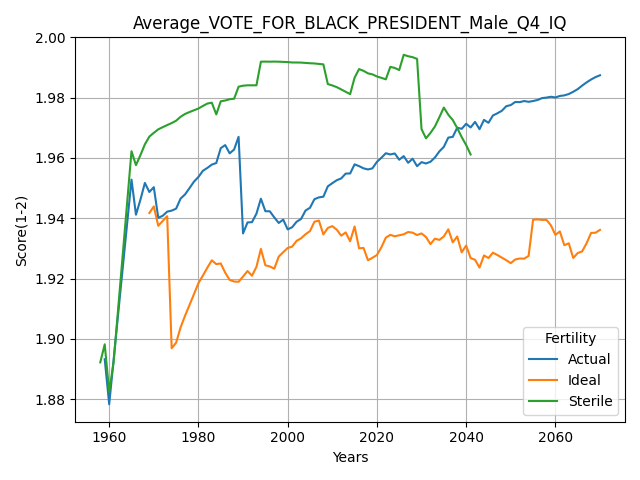 Average_VOTE_FOR_BLACK_PRESIDENT_Male_Q4_IQ
2.00
1.98
1.96
1.94
1.92
1.90
1.88
Score(1-2)
1960
1980
2000
2020
2040
2060
Years
Fertility
Actual
Ideal
Sterile